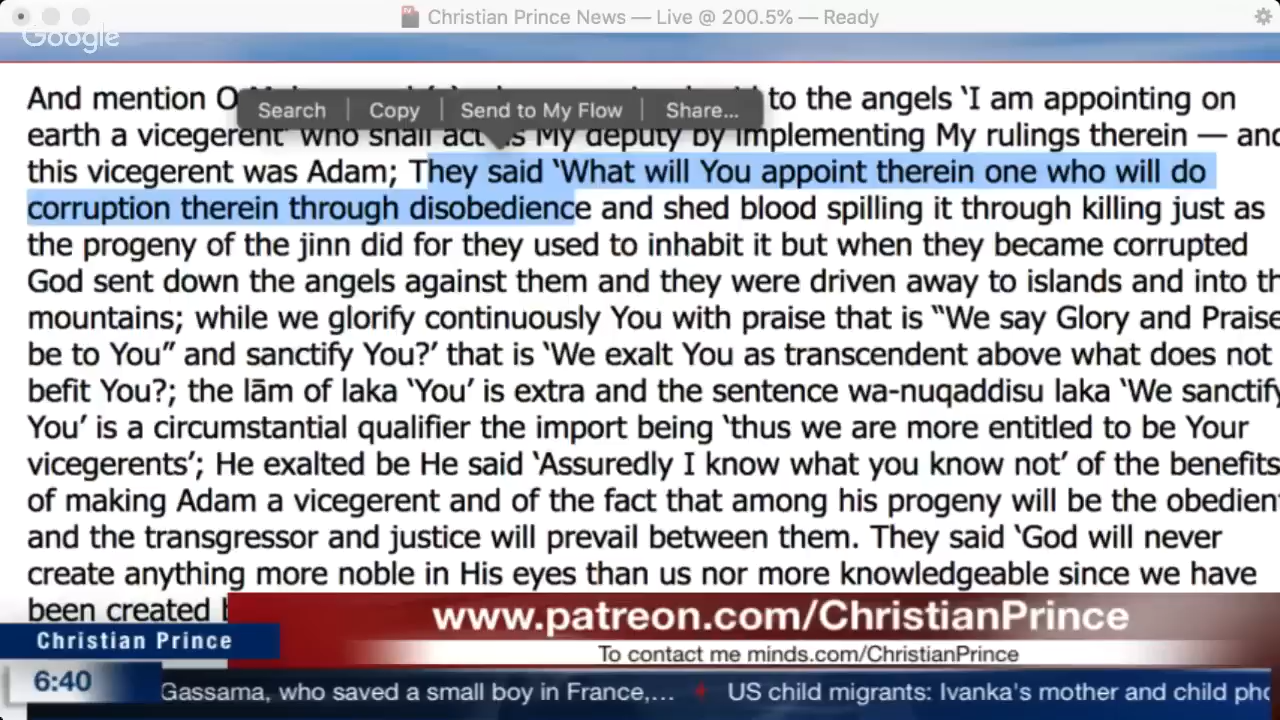 Christian Prince News — Live @ 200.5% — Ready
Google
And mention O to the angels ‘I am appointing on
Search Copy Send to My Flow Share...
earth a vicegerent’ who shall act as My deputy by implementing My rulings therein — and
this vicegerent was Adam; They said ‘What will You appoint therein one who will do
corruption therein through disobedience and shed blood spilling it through killing just as
the progeny of the jinn did for they used to inhabit it but when they became corrupted
God sent down the angels against them and they were driven away to islands and into th
mountains; while we glorify continuously You with praise that is “We say Glory and Praise
be to You” and sanctify You?’ that is ‘We exalt You as transcendent above what does not
befit You?; the lām of laka ‘You’ is extra and the sentence wa-nuqaddisu laka ‘We sanctify
You’ is a circumstantial qualifier the import being ‘thus we are more entitled to be Your
vicegerents’; He exalted be He said ‘Assuredly I know what you know not’ of the benefits
of making Adam a vicegerent and of the fact that among his progeny will be the obedient
and the transgressor and justice will prevail between them. They said ‘God will never
create anything more noble in His eyes than us nor more knowledgeable since we have
been created
www.patreon.com/ChristianPrince
Christian Prince
To contact me minds.com/ChristianPrince
6:40
Gassama, who saved a small boy in France,... US child migrants: Ivanka's mother and child pho